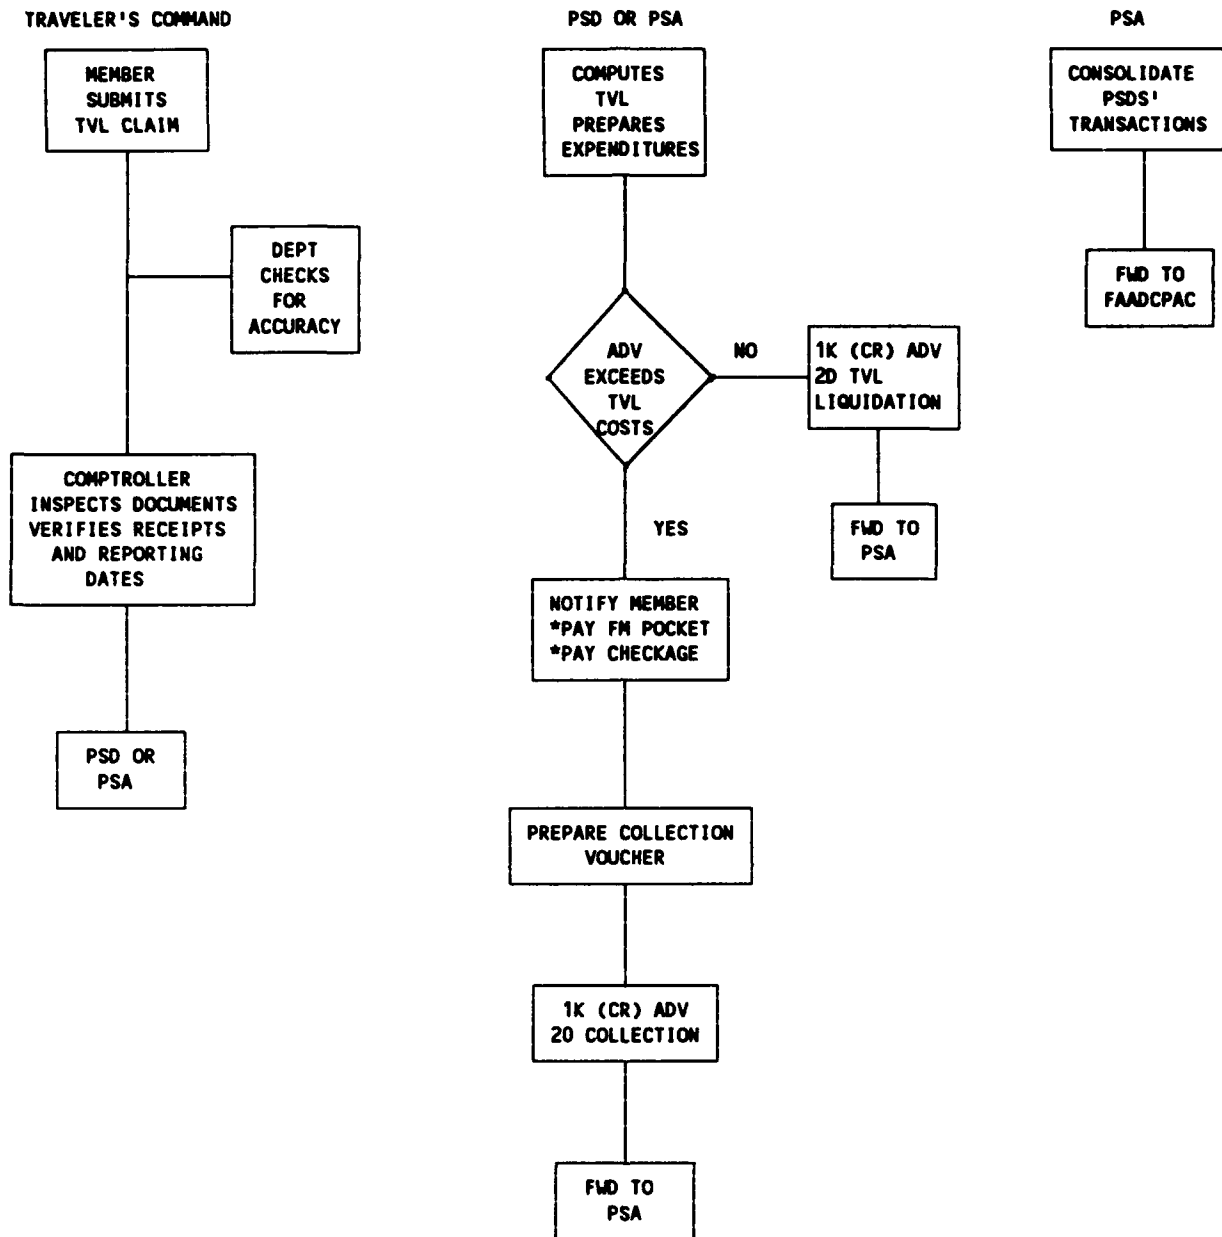 TRAVELER'S COMMAND
MEMBER
SUBMITS
TVL CLAIM
DEPT
CHECKS
FOR
ACCURACY
COMPTROLLER
INSPECTS DOCUMENTS
VERIFIES RECEIPTS
AND REPORTING
DATES
PSD OR
PSA
PSD OR PSA
COMPUTES
TVL
PREPARES
EXPENDITURES
ADV
EXCEEDS
TVL
COSTS
NO
1K (CR) ADV
2D TVL
LIQUIDATION
FWD TO
PSA
YES
NOTIFY MEMBER
*PAY FM POCKET
*PAY CHECKAGE
PREPARE COLLECTION
VOUCHER
1K (CR) ADV
2O COLLECTION
FWD TO
PSA
PSA
CONSOLIDATE
PSDS'
TRANSACTIONS
FWD TO
FAADCPAC